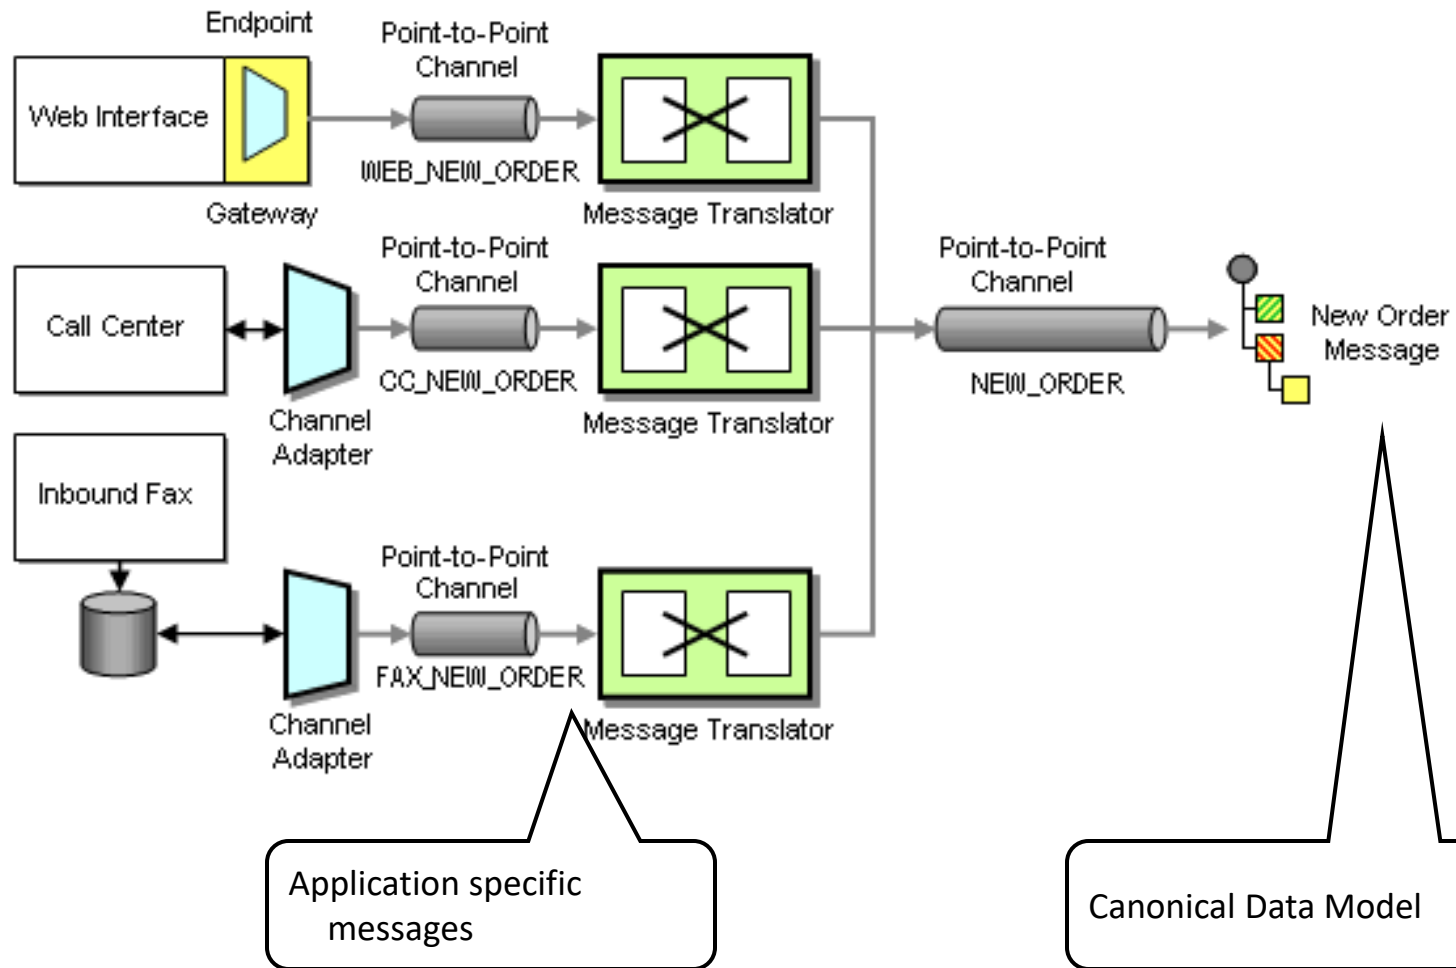 Endpoint
Point-to-Point
Channel
Web Interface
WEB_NEW_ORDER
Gateway
Message Translator
Point-to-Point
Channel
Call Center
CC_NEW_ORDER
Channel
Adapter
Message Translator
Point-to-Point
Channel
NEW_ORDER
New Order
Message
Inbound Fax
Point-to-Point
Channel
FAX_NEW_ORDER
Channel
Adapter
Message Translator
Application specific
messages
Canonical Data Model